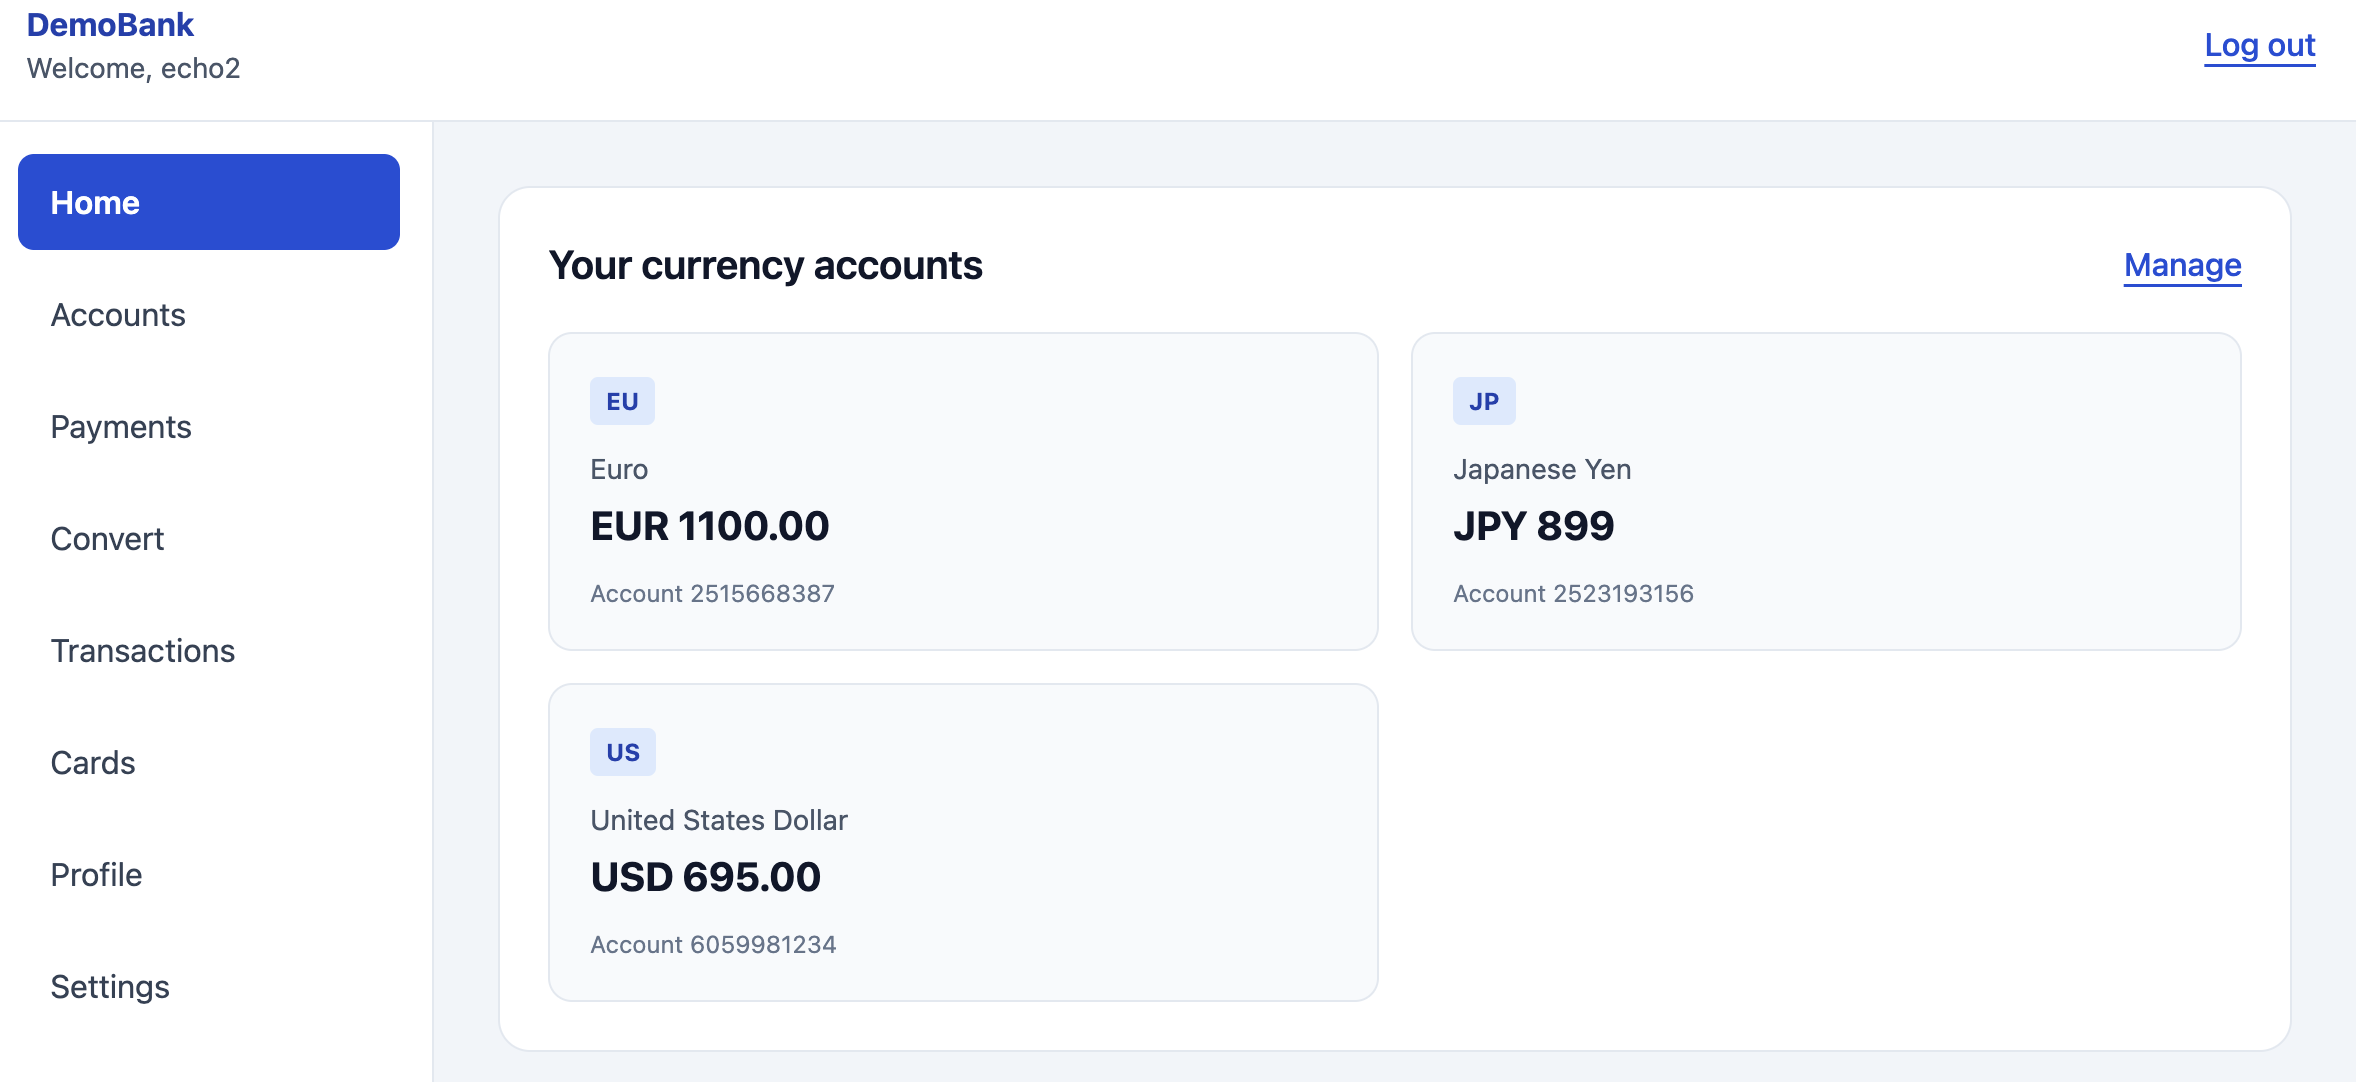 DemoBank
Welcome, echo2
Log out
Home
Accounts
Payments
Convert
Transactions
Cards
Profile
Settings
Your currency accounts
Manage
EU
Euro
EUR 1100.00
Account 2515668387
JP
Japanese Yen
JPY 899
Account 2523193156
US
United States Dollar
USD 695.00
Account 6059981234